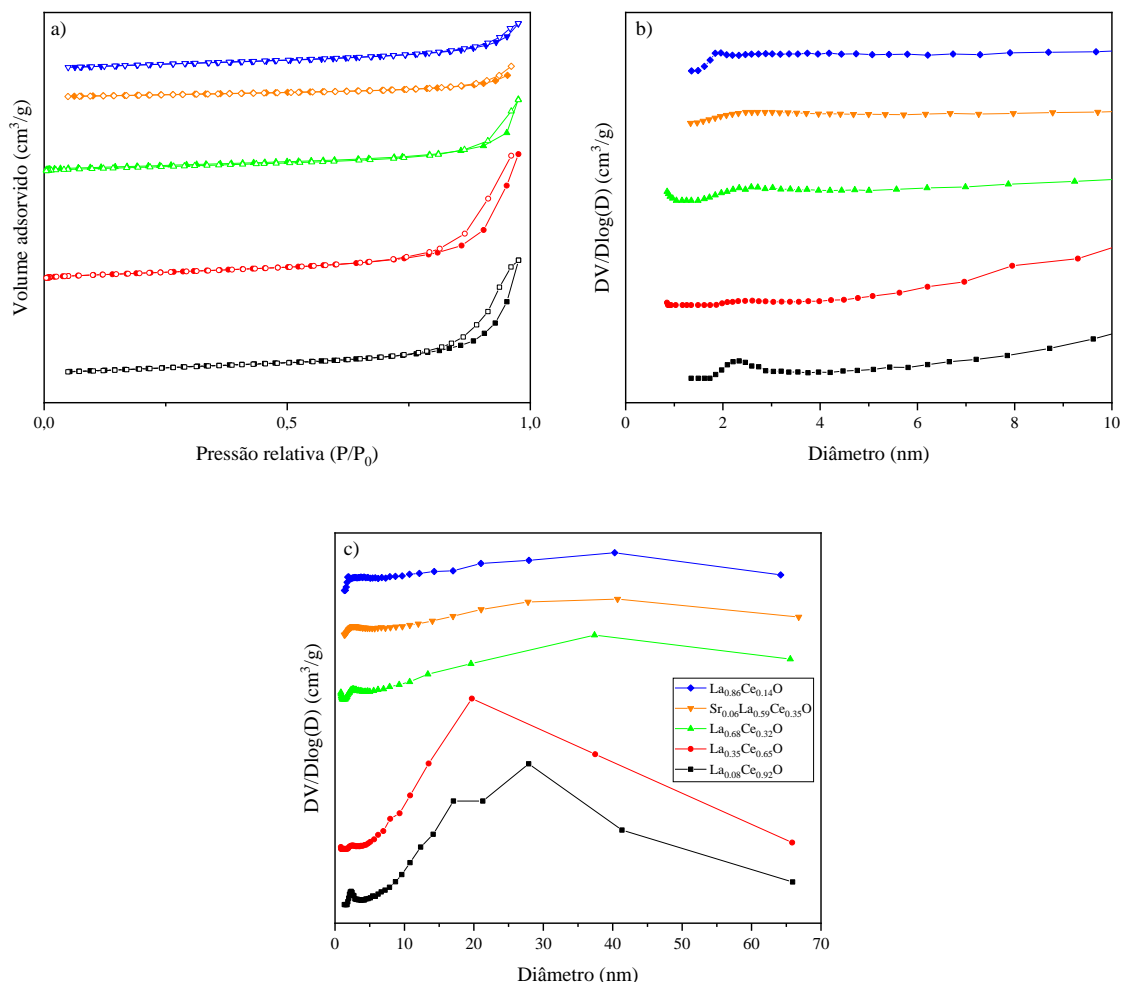 a)
Volume adsorvido (cm³/g)
0,0 0,5 1,0
Pressão relativa (P/P₀)
b)
DV/Dlog(D) (cm³/g)
0 2 4 6 8 10
Diâmetro (nm)
c)
DV/Dlog(D) (cm³/g)
La₀.₈₆Ce₀.₁₄O
Sr₀.₀₆La₀.₅₉Ce₀.₃₅O
La₀.₆₈Ce₀.₃₂O
La₀.₃₅Ce₀.₆₅O
La₀.₀₈Ce₀.₉₂O
0 10 20 30 40 50 60 70
Diâmetro (nm)